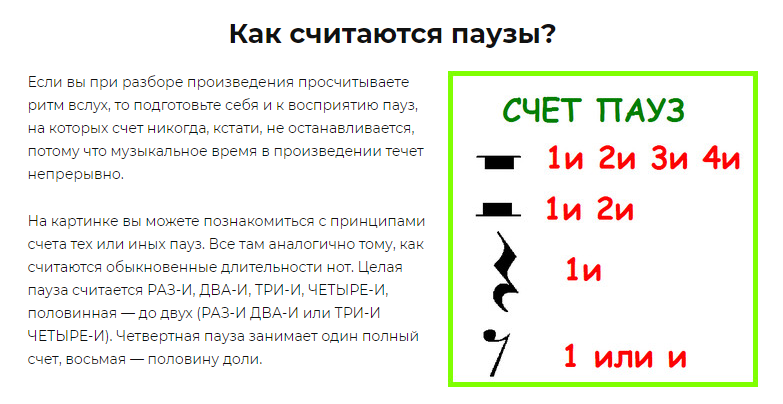 Как считаются паузы?
Если вы при разборе произведения просчитываете
ритм вслух, то подготовьте себя и к восприятию пауз,
на которых счет никогда, кстати, не останавливается,
потому что музыкальное время в произведении течет
непрерывно.
На картинке вы можете познакомиться с принципами
счета тех или иных пауз. Все там аналогично тому, как
считаются обыкновенные длительности нот. Целая
пауза считается РАЗ-И, ДВА-И, ТРИ-И, ЧЕТЫРЕ-И,
половинная — до двух (РАЗ-И ДВА-И или ТРИ-И
ЧЕТЫРЕ-И). Четвертная пауза занимает один полный
счет, восьмая — половину доли.
СЧЕТ ПАУЗ
1и 2и 3и 4и
1и 2и
1и
1 или и